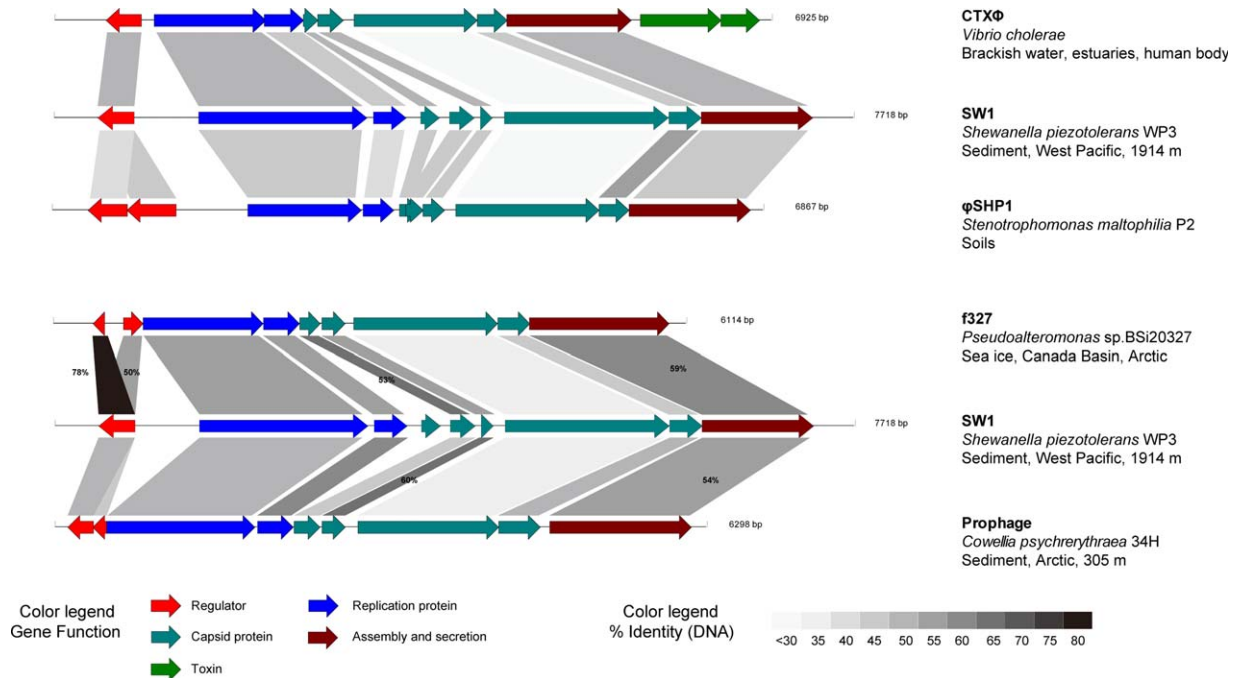 6925 bp
CTXΦ
Vibrio cholerae
Brackish water, estuaries, human body
7718 bp
SW1
Shewanella piezotolerans WP3
Sediment, West Pacific, 1914 m
6867 bp
φSHP1
Stenotrophomonas maltophilia P2
Soils
6114 bp
f327
Pseudoalteromonas sp.BSi20327
Sea ice, Canada Basin, Arctic
78%
50%
53%
59%
7718 bp
SW1
Shewanella piezotolerans WP3
Sediment, West Pacific, 1914 m
60%
54%
6298 bp
Prophage
Cowellia psychrerythraea 34H
Sediment, Arctic, 305 m
Color legend
Gene Function
Regulator
Replication protein
Capsid protein
Assembly and secretion
Toxin
Color legend
% Identity (DNA)
<30 35 40 45 50 55 60 65 70 75 80